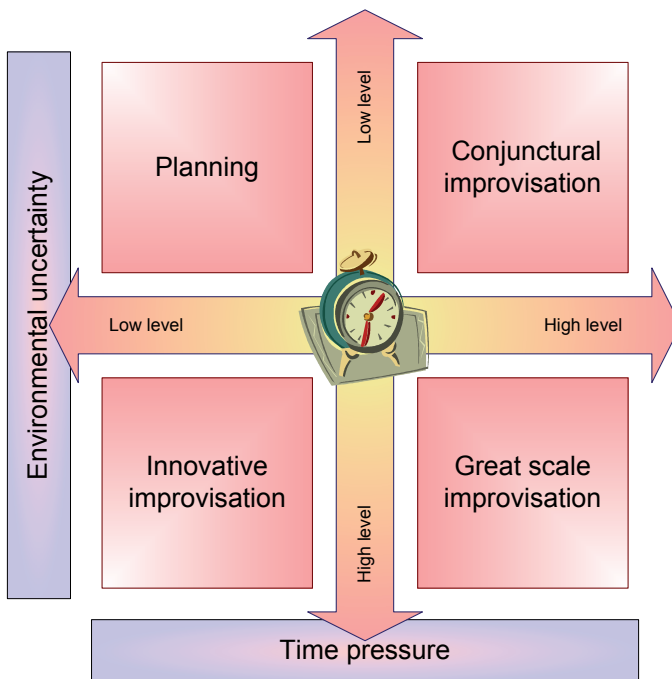 Low level
Planning
Conjunctural
improvisation
Environmental uncertainty
Low level
High level
Innovative
improvisation
Great scale
improvisation
High level
Time pressure